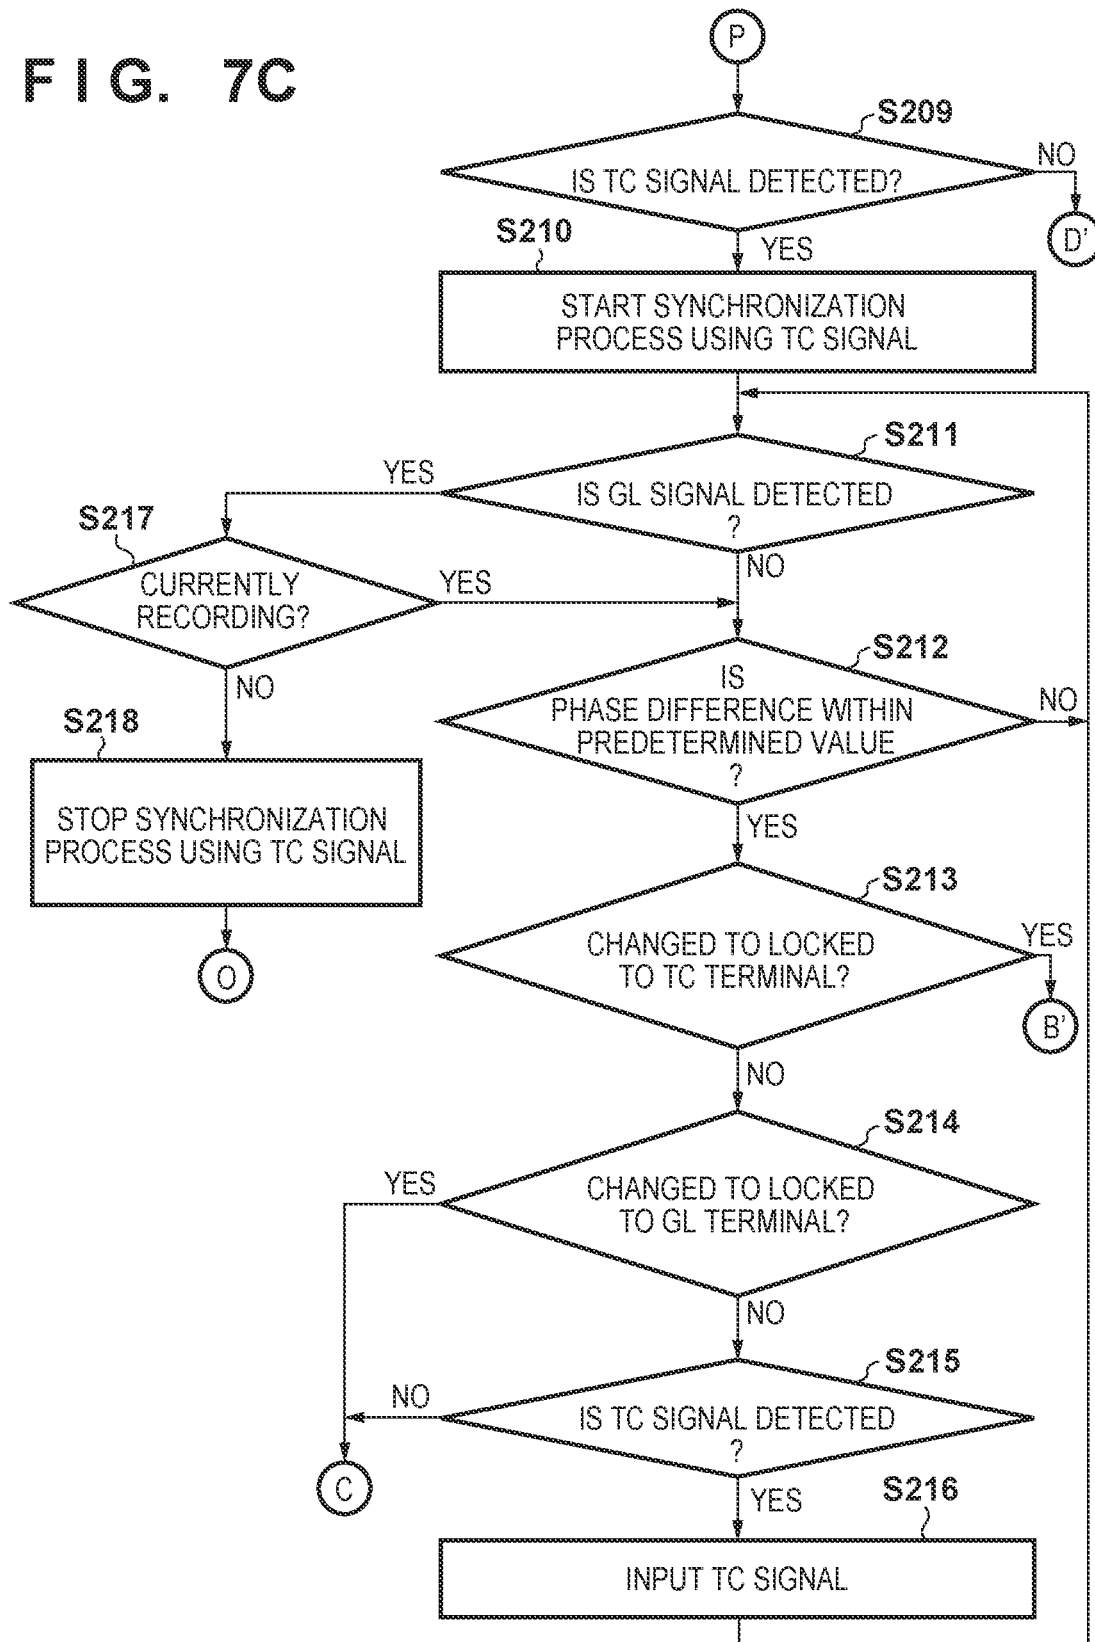 FIG. 7C
P
S209
IS TC SIGNAL DETECTED?
NO
D'
YES
S210
START SYNCHRONIZATION
PROCESS USING TC SIGNAL
S211
IS GL SIGNAL DETECTED
?
YES
NO
S217
CURRENTLY
RECORDING?
YES
NO
S212
IS
PHASE DIFFERENCE WITHIN
PREDETERMINED VALUE
?
NO
YES
S218
STOP SYNCHRONIZATION
PROCESS USING TC SIGNAL
O
S213
CHANGED TO LOCKED
TO TC TERMINAL?
YES
B'
NO
S214
CHANGED TO LOCKED
TO GL TERMINAL?
YES
NO
S215
IS TC SIGNAL DETECTED
?
NO
C
YES
S216
INPUT TC SIGNAL